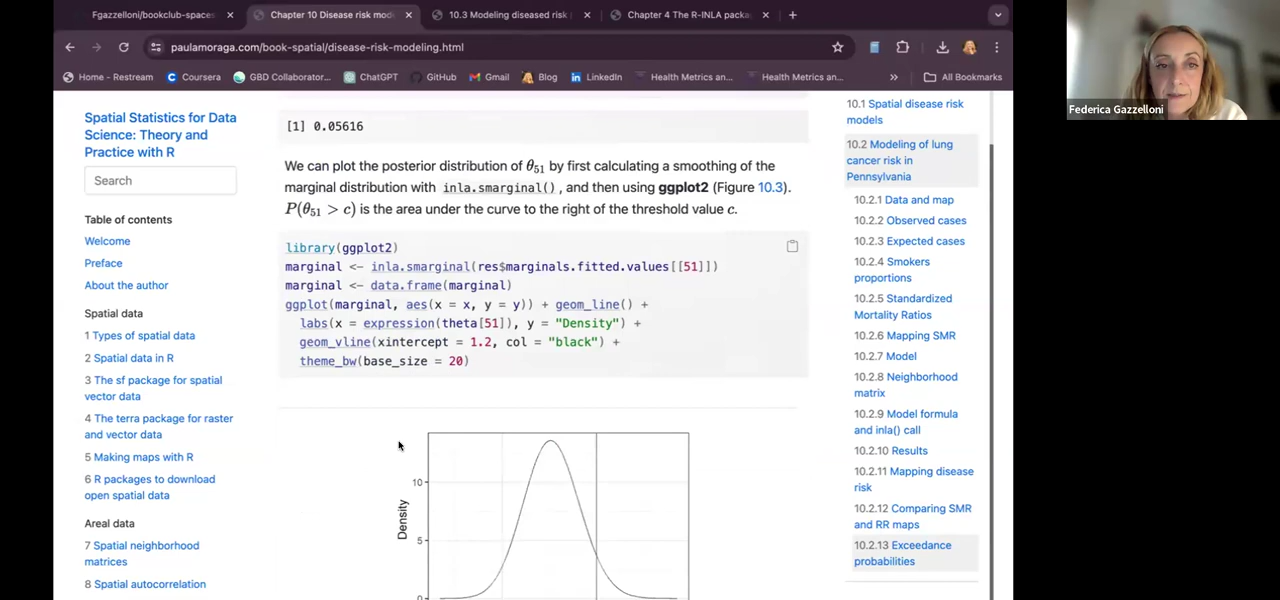 Fgazzelloni/bookclub-spaces
Chapter 10 Disease risk mod
10.3 Modeling diseased risk
Chapter 4 The R-INLA packa
paulamoraga.com/book-spatial/disease-risk-modeling.html
Home - Restream
Coursera
GBD Collaborator...
ChatGPT
GitHub
Gmail
Blog
LinkedIn
Health Metrics an...
Health Metrics an...
»
All Bookmarks
Federica Gazzelloni
Spatial Statistics for Data
Science: Theory and
Practice with R
Search
Table of contents
Welcome
Preface
About the author
Spatial data
1 Types of spatial data
2 Spatial data in R
3 The sf package for spatial
vector data
4 The terra package for raster
and vector data
5 Making maps with R
6 R packages to download
open spatial data
Areal data
7 Spatial neighborhood
matrices
8 Spatial autocorrelation
[1] 0.05616
We can plot the posterior distribution of θ51 by first calculating a smoothing of the
marginal distribution with inla.smarginal() , and then using ggplot2 (Figure 10.3).
P(θ51 > c) is the area under the curve to the right of the threshold value c.
library(ggplot2)
marginal <- inla.smarginal(res$marginals.fitted.values[[51]])
marginal <- data.frame(marginal)
ggplot(marginal, aes(x = x, y = y)) + geom_line() +
labs(x = expression(theta[51]), y = "Density") +
geom_vline(xintercept = 1.2, col = "black") +
theme_bw(base_size = 20)
10
5
0
Density
10.1 Spatial disease risk
models
10.2 Modeling of lung
cancer risk in
Pennsylvania
10.2.1 Data and map
10.2.2 Observed cases
10.2.3 Expected cases
10.2.4 Smokers
proportions
10.2.5 Standardized
Mortality Ratios
10.2.6 Mapping SMR
10.2.7 Model
10.2.8 Neighborhood
matrix
10.2.9 Model formula
and inla() call
10.2.10 Results
10.2.11 Mapping disease
risk
10.2.12 Comparing SMR
and RR maps
10.2.13 Exceedance
probabilities